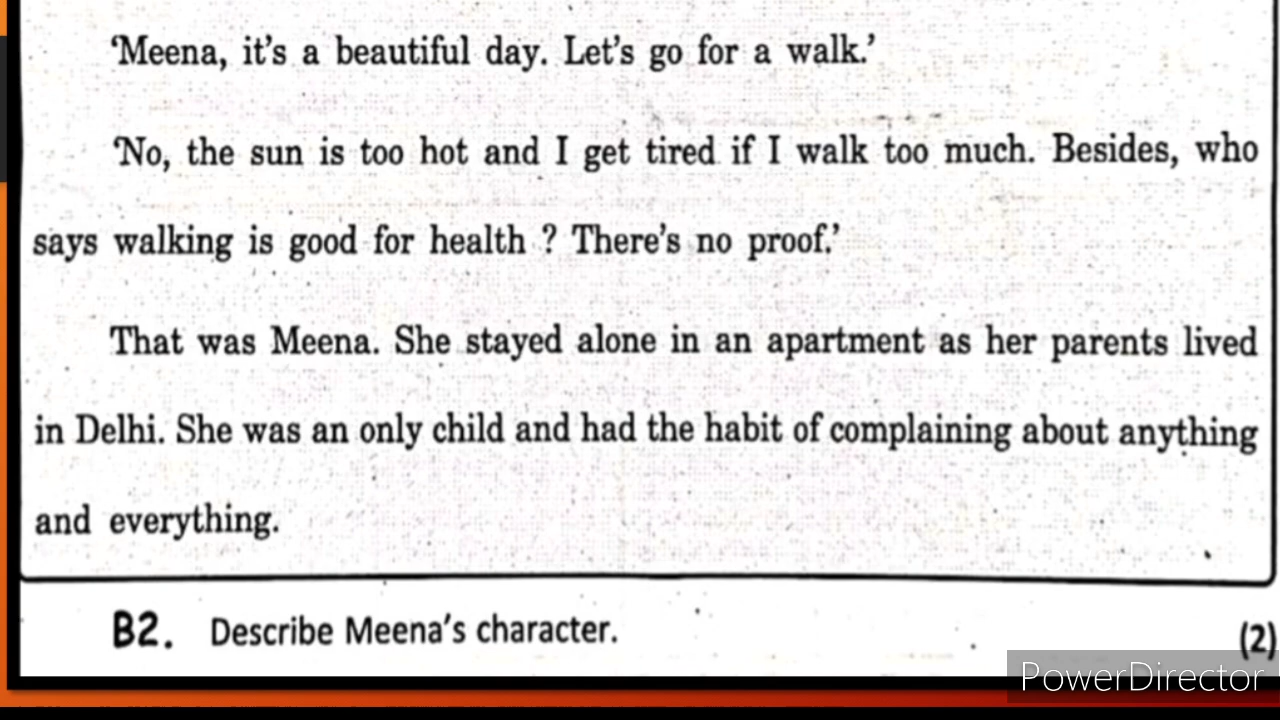 ‘Meena, it’s a beautiful day. Let’s go for a walk.’
‘No, the sun is too hot and I get tired if I walk too much. Besides, who
says walking is good for health ? There’s no proof.’
That was Meena. She stayed alone in an apartment as her parents lived
in Delhi. She was an only child and had the habit of complaining about anything
and everything.
B2. Describe Meena’s character. (2)
PowerDirector